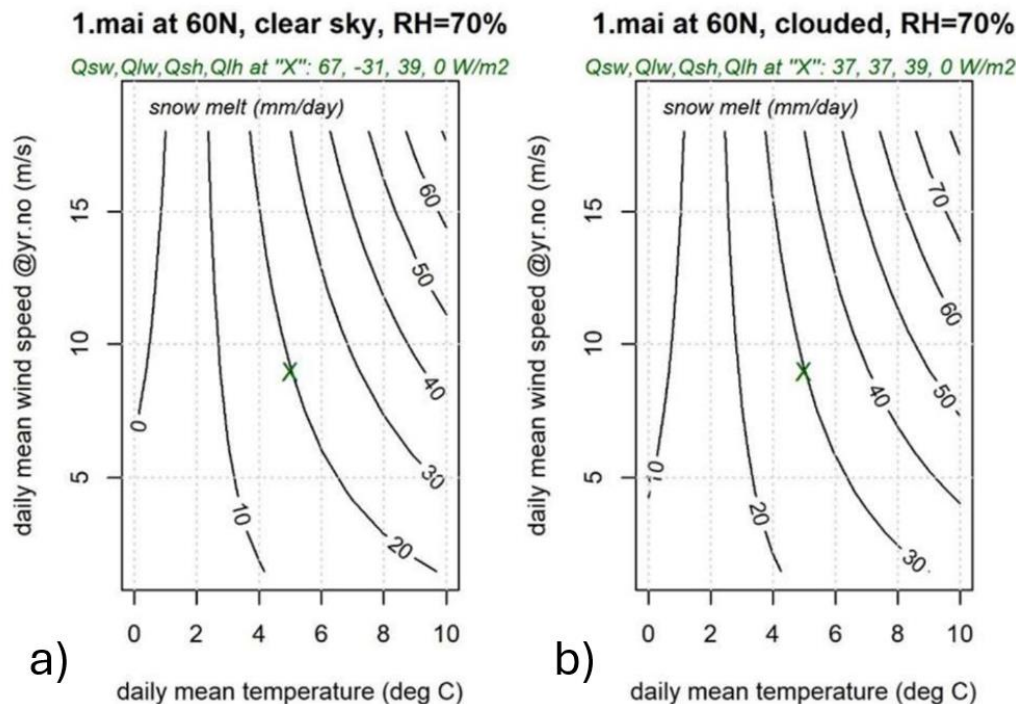 1.mai at 60N, clear sky, RH=70%
Qsw,Qlw,Qsh,Qlh at "X": 67, -31, 39, 0 W/m2
snow melt (mm/day)
daily mean wind speed @yr.no (m/s)
15
10
5
0
10
20
30
40
50
60
X
0 2 4 6 8 10
daily mean temperature (deg C)
a)
1.mai at 60N, clouded, RH=70%
Qsw,Qlw,Qsh,Qlh at "X": 37, 37, 39, 0 W/m2
snow melt (mm/day)
daily mean wind speed @yr.no (m/s)
15
10
5
10
20
30
40
50
60
70
X
0 2 4 6 8 10
daily mean temperature (deg C)
b)